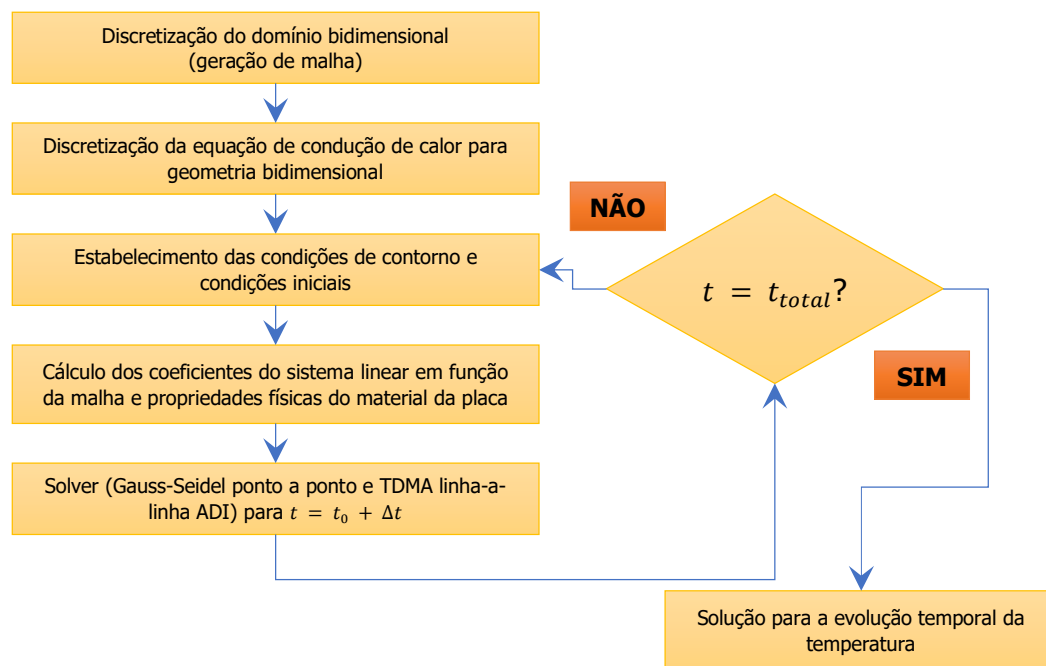 Discretização do domínio bidimensional
(geração de malha)
Discretização da equação de condução de calor para
geometria bidimensional
NÃO
Estabelecimento das condições de contorno e
condições iniciais
t = t_{total}?
Cálculo dos coeficientes do sistema linear em função
da malha e propriedades físicas do material da placa
SIM
Solver (Gauss-Seidel ponto a ponto e TDMA linha-a-
linha ADI) para t = t₀ + Δt
Solução para a evolução temporal da
temperatura